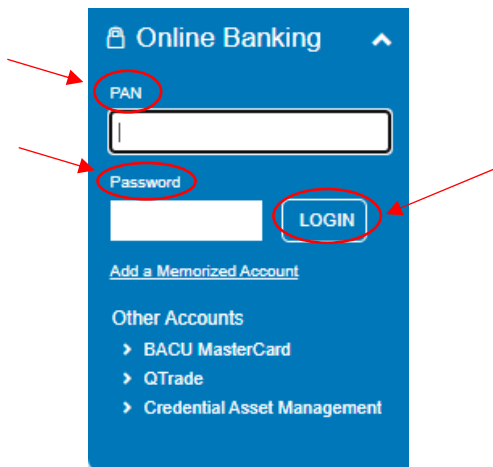 Online Banking
PAN
Password
LOGIN
Add a Memorized Account
Other Accounts
BACU MasterCard
QTrade
Credential Asset Management